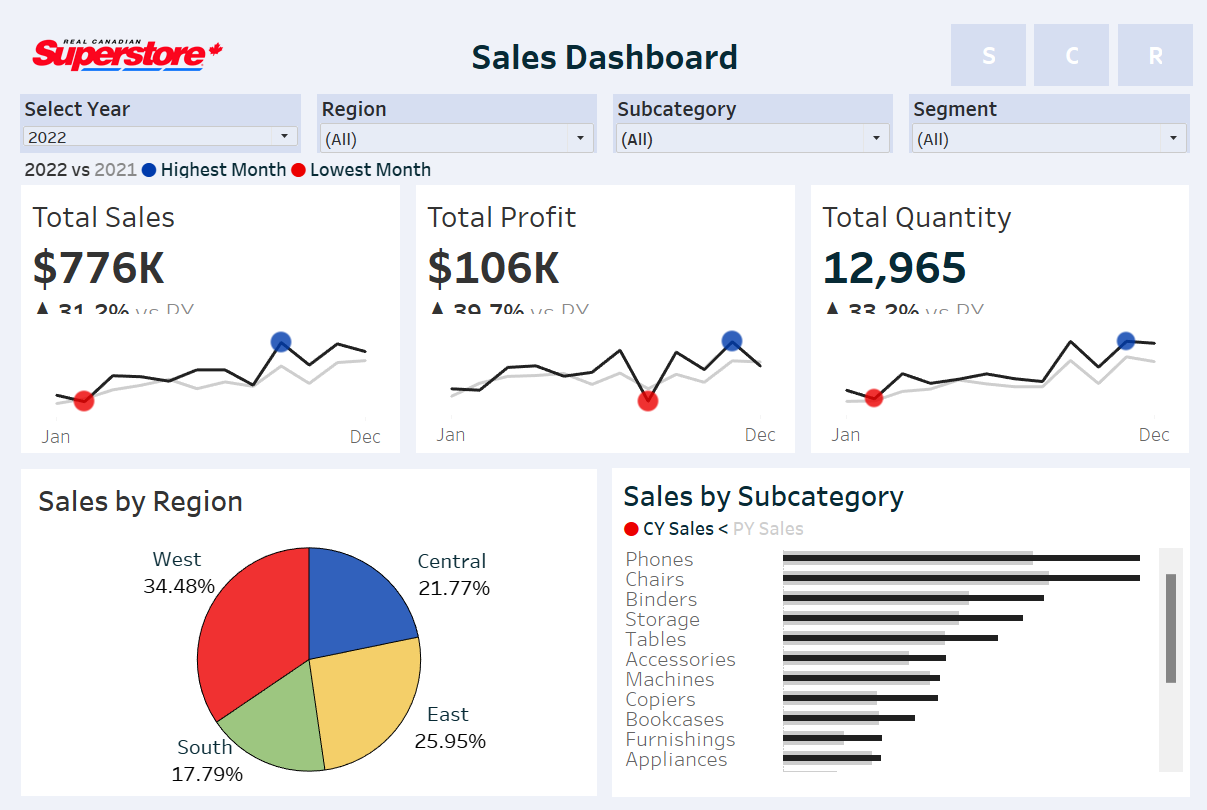 REAL CANADIAN
Superstore
Sales Dashboard
S C R
Select Year
2022
Region
(All)
Subcategory
(All)
Segment
(All)
2022 vs 2021 Highest Month Lowest Month
Total Sales
$776K
▲ 31.2% vs PY
Jan Dec
Total Profit
$106K
▲ 39.7% vs PY
Jan Dec
Total Quantity
12,965
▲ 33.2% vs PY
Jan Dec
Sales by Region
West
34.48%
Central
21.77%
East
25.95%
South
17.79%
Sales by Subcategory
CY Sales < PY Sales
Phones
Chairs
Binders
Storage
Tables
Accessories
Machines
Copiers
Bookcases
Furnishings
Appliances